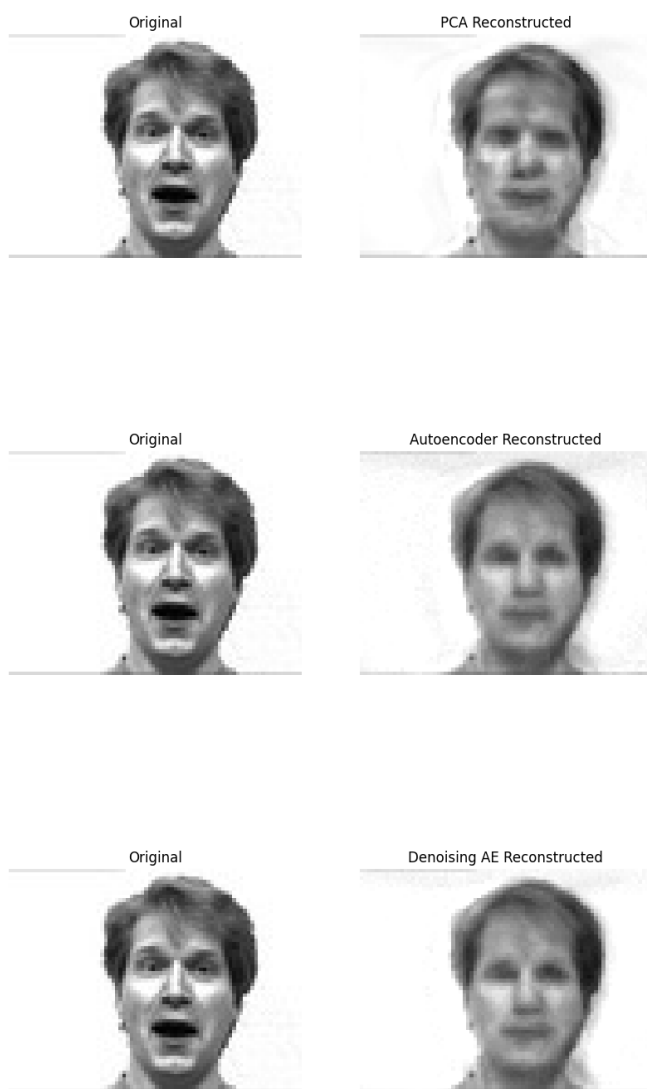 Original
PCA Reconstructed
Original
Autoencoder Reconstructed
Original
Denoising AE Reconstructed